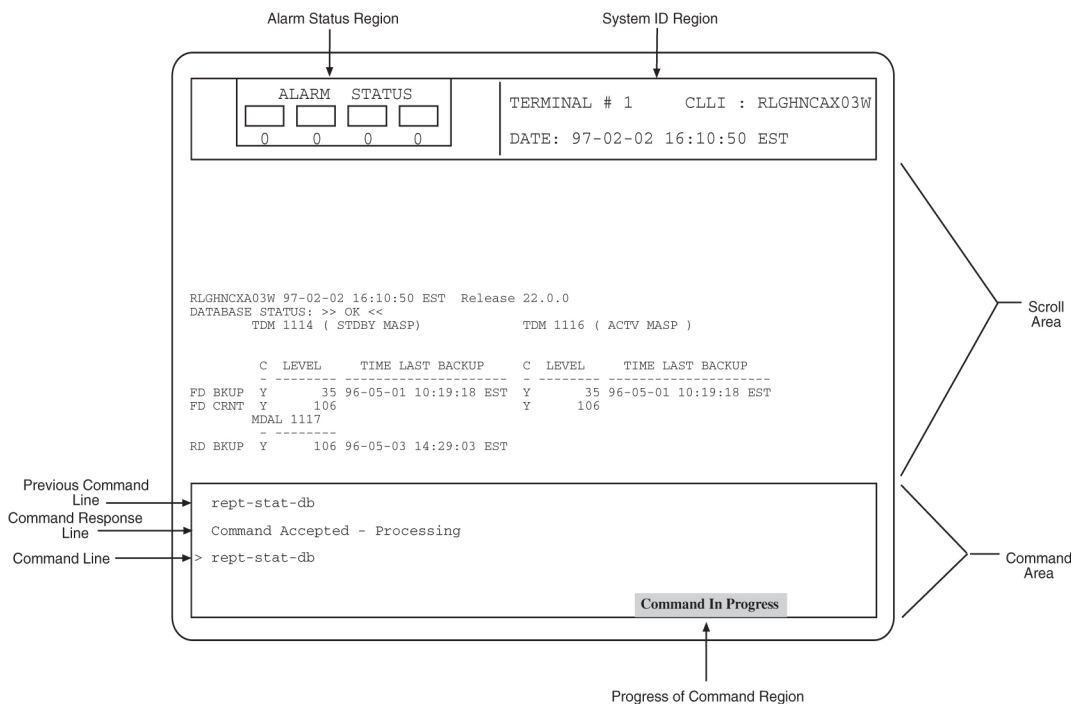 Alarm Status Region
System ID Region
ALARM STATUS
0 0 0 0
TERMINAL # 1 CLLI : RLGHNCAX03W
DATE: 97-02-02 16:10:50 EST
RLGHNCXA03W 97-02-02 16:10:50 EST Release 22.0.0
DATABASE STATUS: >> OK <<
TDM 1114 ( STDBY MASP) TDM 1116 ( ACTV MASP )
C LEVEL TIME LAST BACKUP C LEVEL TIME LAST BACKUP
- -------- --------------------- - -------- ---------------------
FD BKUP Y 35 96-05-01 10:19:18 EST Y 35 96-05-01 10:19:18 EST
FD CRNT Y 106 Y 106
MDAL 1117
- --------
RD BKUP Y 106 96-05-03 14:29:03 EST
Scroll
Area
Previous Command
Line
rept-stat-db
Command Response
Line
Command Accepted - Processing
Command Line
> rept-stat-db
Command
Area
Command In Progress
Progress of Command Region